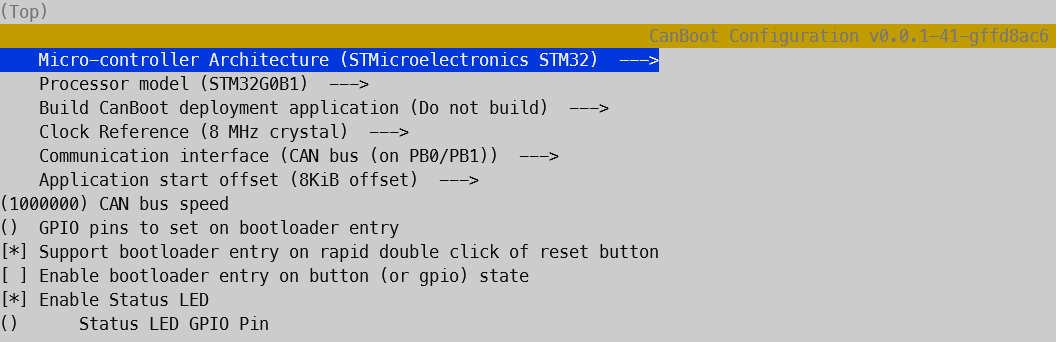 (Top)
CanBoot Configuration v0.0.1-41-gffd8ac6
Micro-controller Architecture (STMicroelectronics STM32)  --->
Processor model (STM32G0B1)  --->
Build CanBoot deployment application (Do not build)  --->
Clock Reference (8 MHz crystal)  --->
Communication interface (CAN bus (on PB0/PB1))  --->
Application start offset (8KiB offset)  --->
(1000000) CAN bus speed
()  GPIO pins to set on bootloader entry
[*] Support bootloader entry on rapid double click of reset button
[ ] Enable bootloader entry on button (or gpio) state
[*] Enable Status LED
()      Status LED GPIO Pin